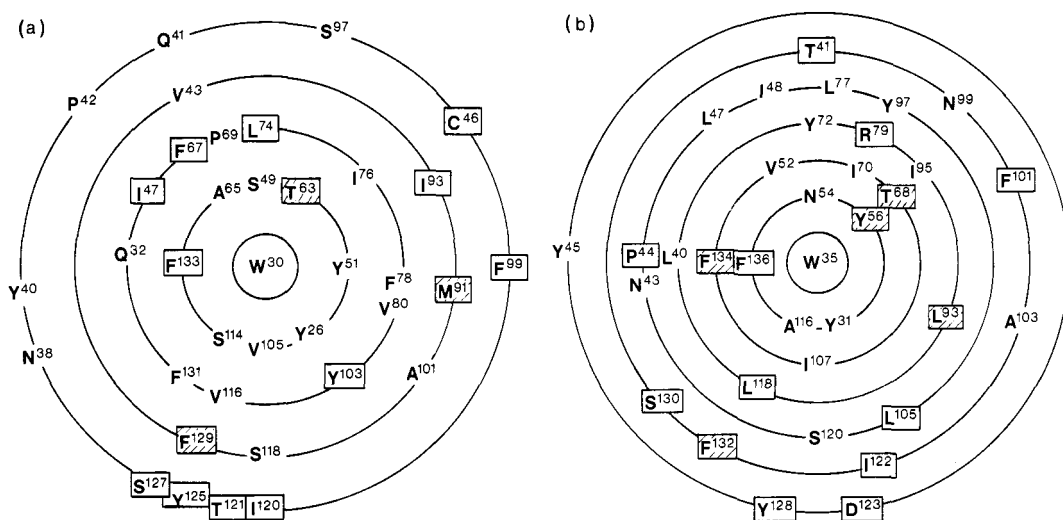 (a)
S97
Q41
P42
V43
C46
P69
L74
F67
I76
I93
I47
A65
S49
T63
Q32
F133
W30
Y51
F78
F99
Y40
M91
V80
S114
Y26
V105
N38
F131
V116
Y103
A101
F129
S118
S127
Y125
T121
I120
(b)
T41
I48
L77
Y97
N99
L47
Y72
R79
V52
I70
I95
F101
N54
T68
Y56
Y45
P44
L40
F134
F136
W35
N43
A116-Y31
L93
A103
I107
L118
S130
L105
S120
F132
I122
Y128
D123